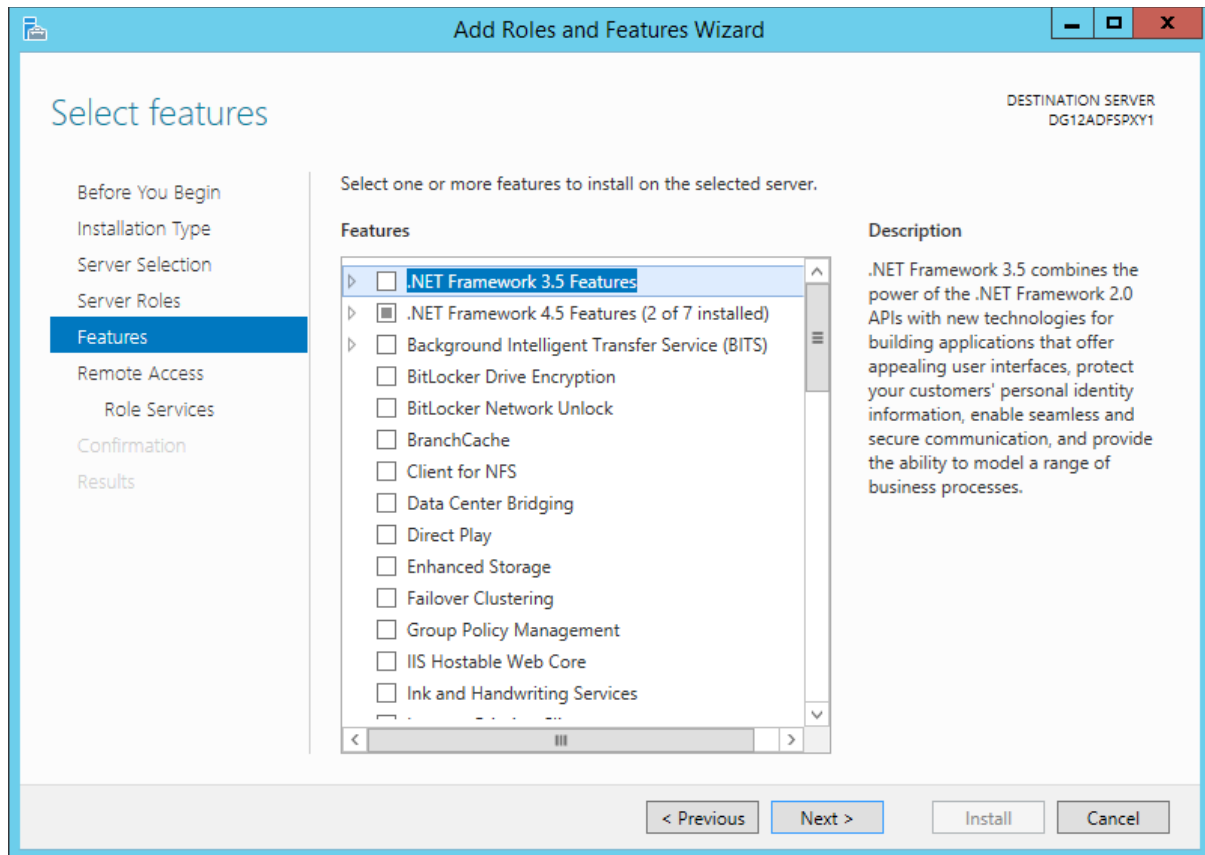 Add Roles and Features Wizard
Select features
DESTINATION SERVER
DG12ADFSPXY1
Before You Begin
Installation Type
Server Selection
Server Roles
Features
Remote Access
Role Services
Confirmation
Results
Select one or more features to install on the selected server.
Features
.NET Framework 3.5 Features
.NET Framework 4.5 Features (2 of 7 installed)
Background Intelligent Transfer Service (BITS)
BitLocker Drive Encryption
BitLocker Network Unlock
BranchCache
Client for NFS
Data Center Bridging
Direct Play
Enhanced Storage
Failover Clustering
Group Policy Management
IIS Hostable Web Core
Ink and Handwriting Services
Description
.NET Framework 3.5 combines the
power of the .NET Framework 2.0
APIs with new technologies for
building applications that offer
appealing user interfaces, protect
your customers' personal identity
information, enable seamless and
secure communication, and provide
the ability to model a range of
business processes.
< Previous
Next >
Install
Cancel